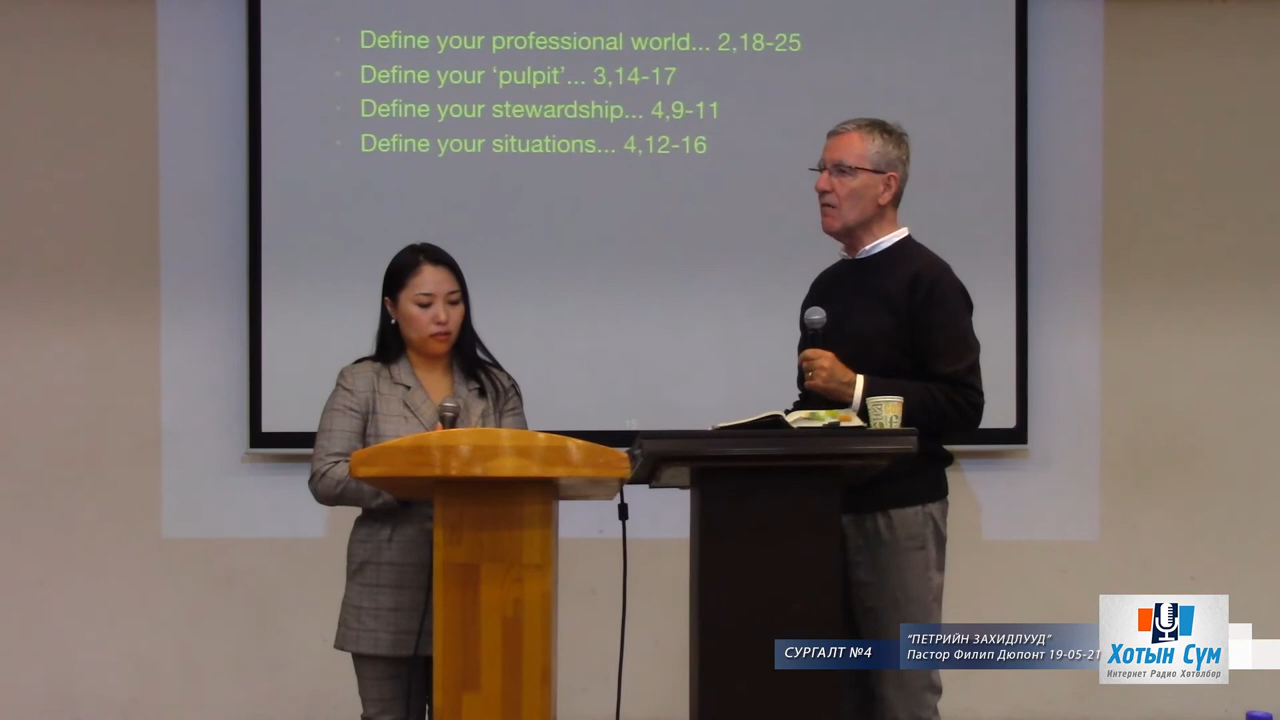 Define your professional world... 2,18-25
Define your ‘pulpit’... 3,14-17
Define your stewardship... 4,9-11
Define your situations... 4,12-16
СУРГАЛТ №4
"ПЕТРИЙН ЗАХИДЛУУД"
Пастор Филип Дюпонт 19-05-21
Хотын Сүм
Интернет Радио Хөтөлбөр